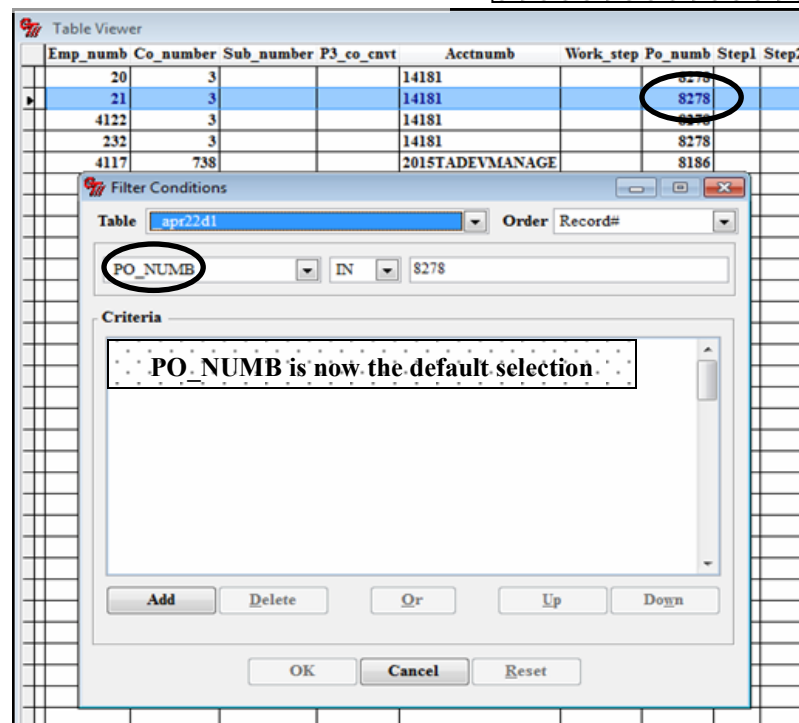 Table Viewer
Emp_numb Co_number Sub_number P3_co_cnvt Acctnumb Work_step Po_numb Step1 Step2
20 3 14181 8278
21 3 14181 8278
4122 3 14181 8278
232 3 14181 8278
4117 738 2015TADEVMANAGE 8186
Filter Conditions
Table _apr22d1 Order Record#
PO_NUMB IN 8278
Criteria
PO_NUMB is now the default selection
Add Delete Or Up Down
OK Cancel Reset